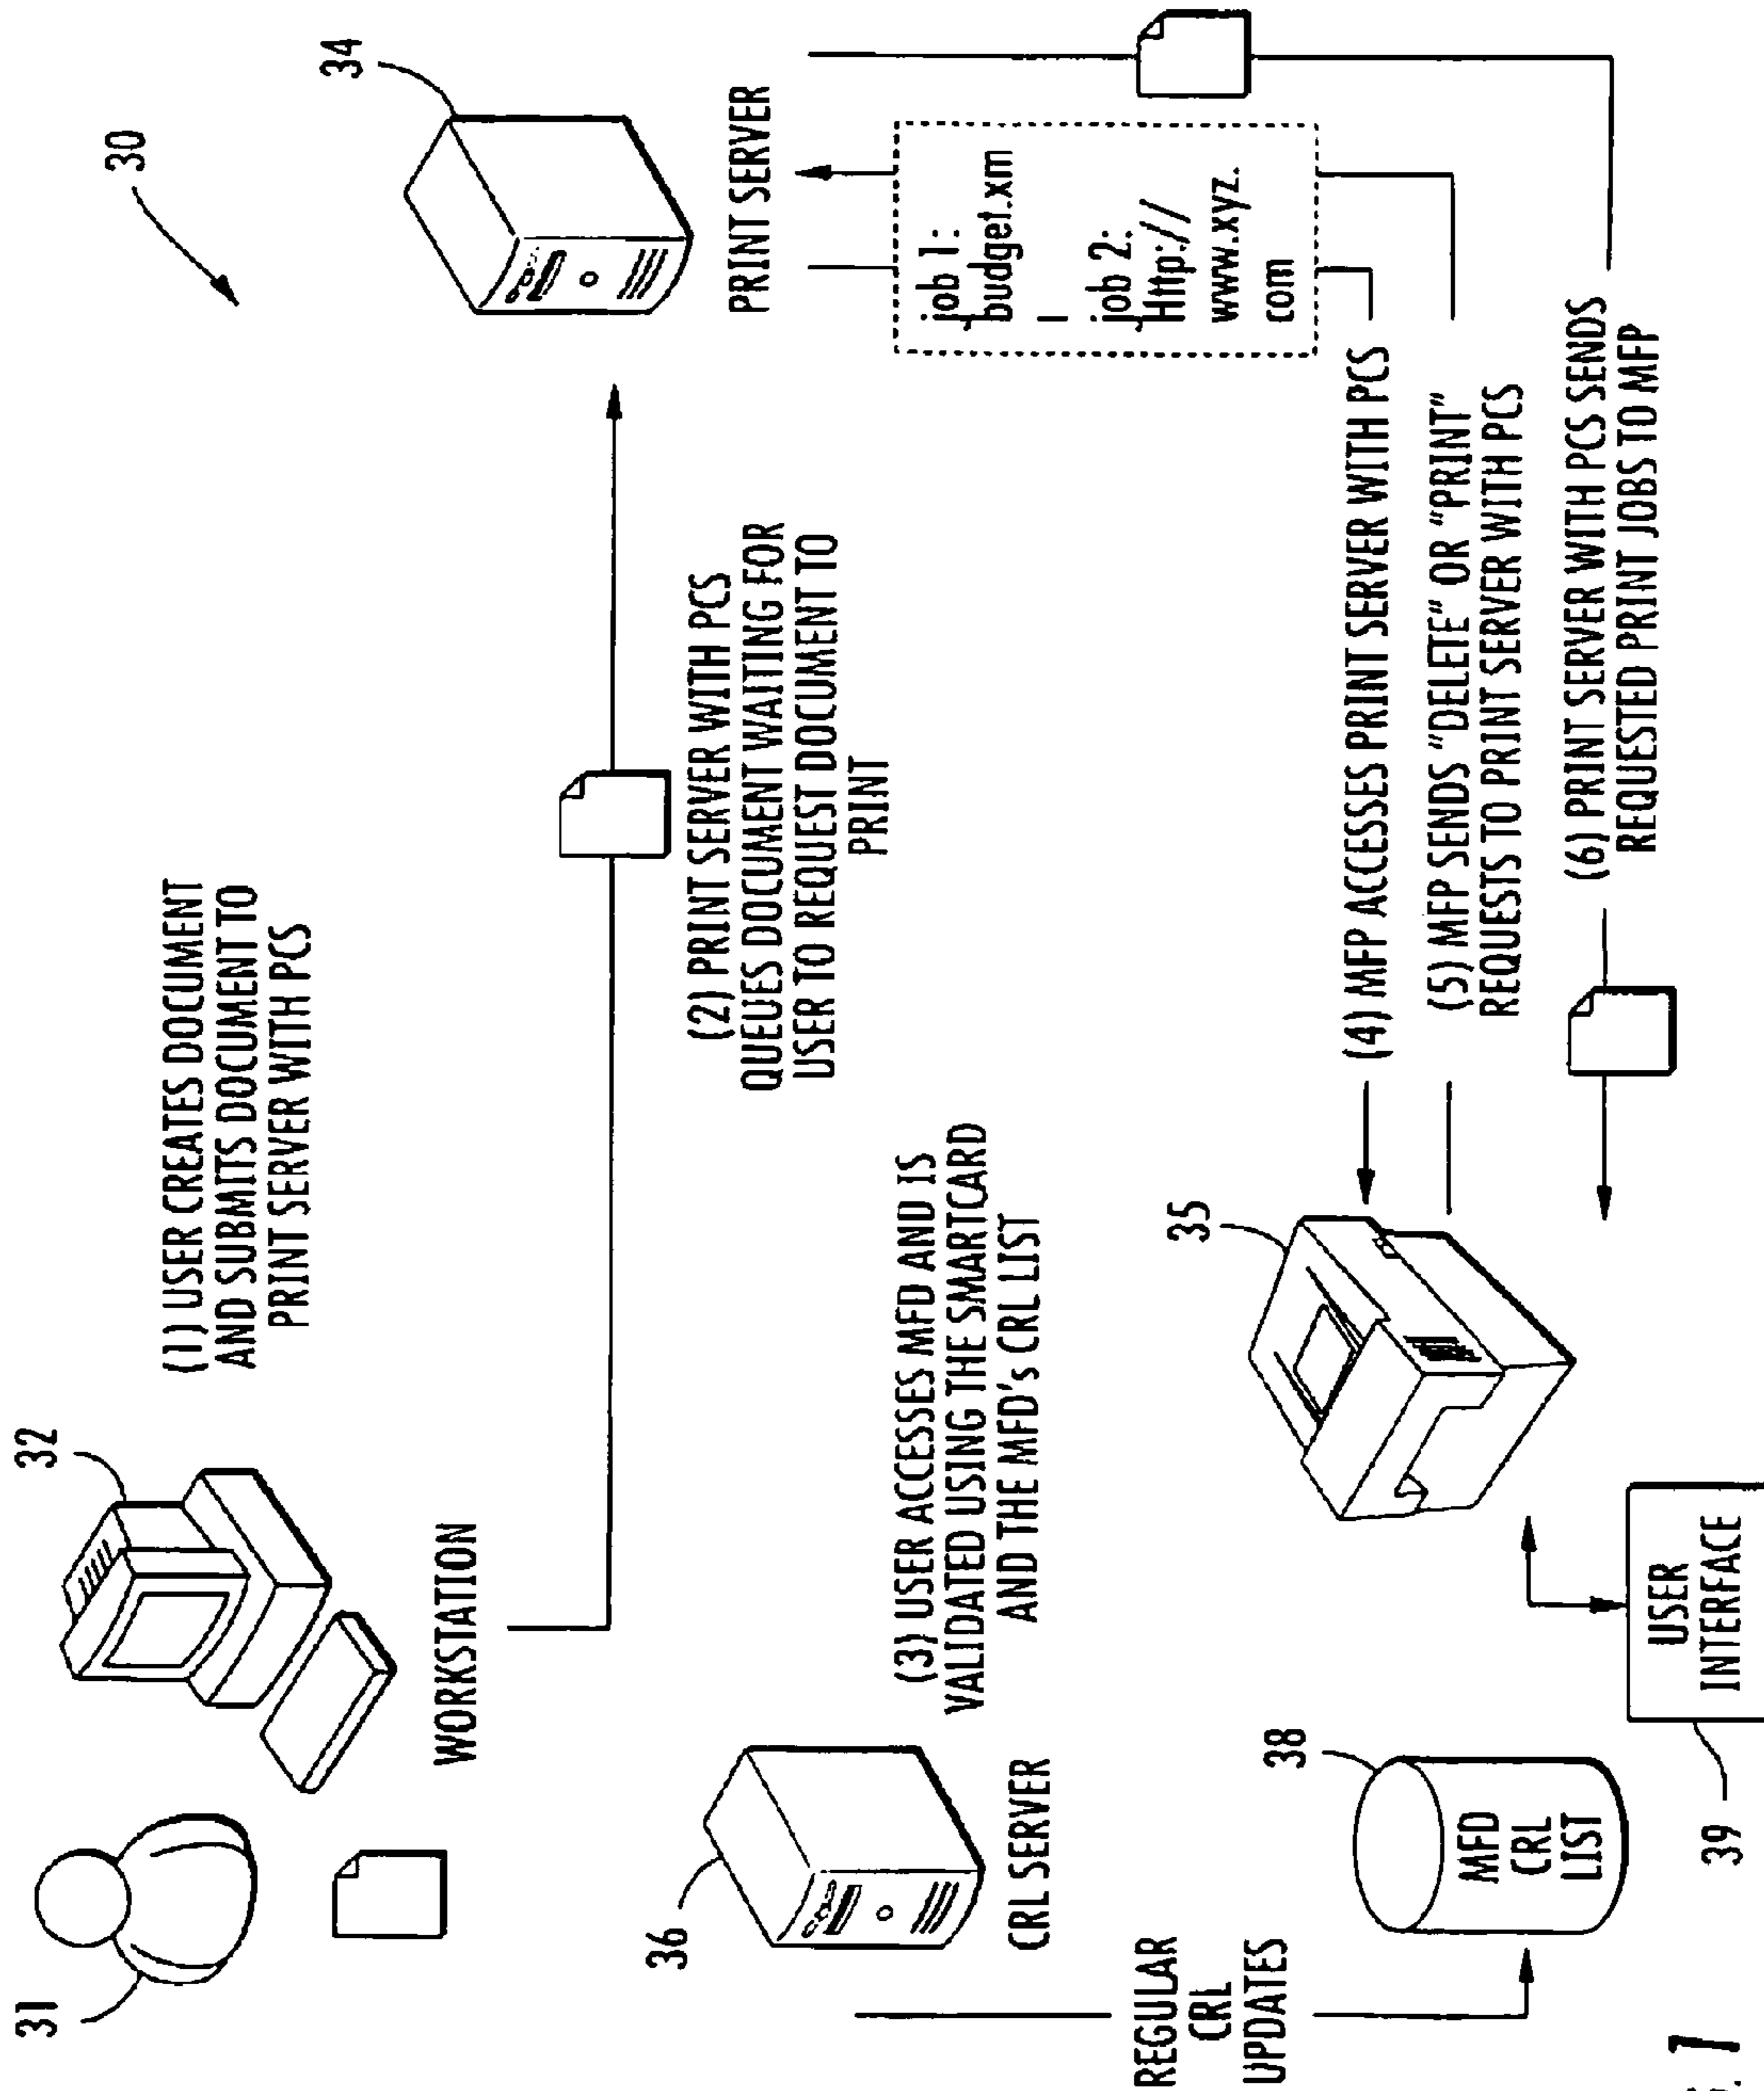 30
31
32
WORKSTATION
(1) USER CREATES DOCUMENT
AND SUBMITS DOCUMENT TO
PRINT SERVER WITH PCS
34
PRINT SERVER
(2) PRINT SERVER WITH PCS
QUEUES DOCUMENT WAITING FOR
USER TO REQUEST DOCUMENT TO
PRINT
job 1:
budget.xm
l
job 2:
Http://
www.xyz.
com
36
CRL SERVER
(3) USER ACCESSES MFD AND IS
VALIDATED USING THE SMARTCARD
AND THE MFD's CRL LIST
REGULAR
CRL
UPDATES
38
MFD
CRL
LIST
35
(4) MFP ACCESSES PRINT SERVER WITH PCS
(5) MFP SENDS "DELETE" OR "PRINT"
REQUESTS TO PRINT SERVER WITH PCS
(6) PRINT SERVER WITH PCS SENDS
REQUESTED PRINT JOBS TO MFP
39
USER
INTERFACE
1